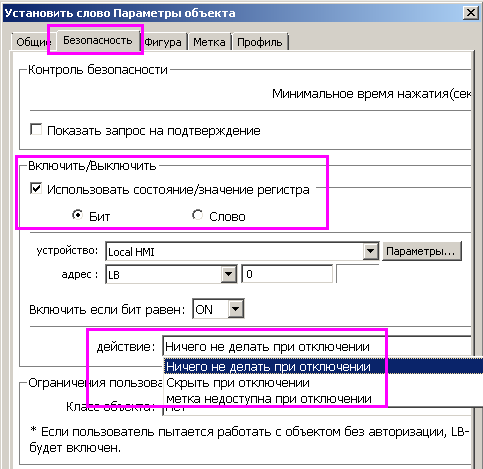 Установить слово Параметры объекта
Общие Безопасность Фигура Метка Профиль
Контроль безопасности
Минимальное время нажатия(сек
Показать запрос на подтверждение
Включить/Выключить
Использовать состояние/значение регистра
Бит Слово
устройство: Local HMI Параметры...
адрес : LB 0
Включить если бит равен: ON
действие: Ничего не делать при отключении
Ничего не делать при отключении
Скрыть при отключении
метка недоступна при отключении
Ограничения пользова
Класс объекта: Нет
* Если пользователь пытается работать с объектом без авторизации, LB-
будет включен.